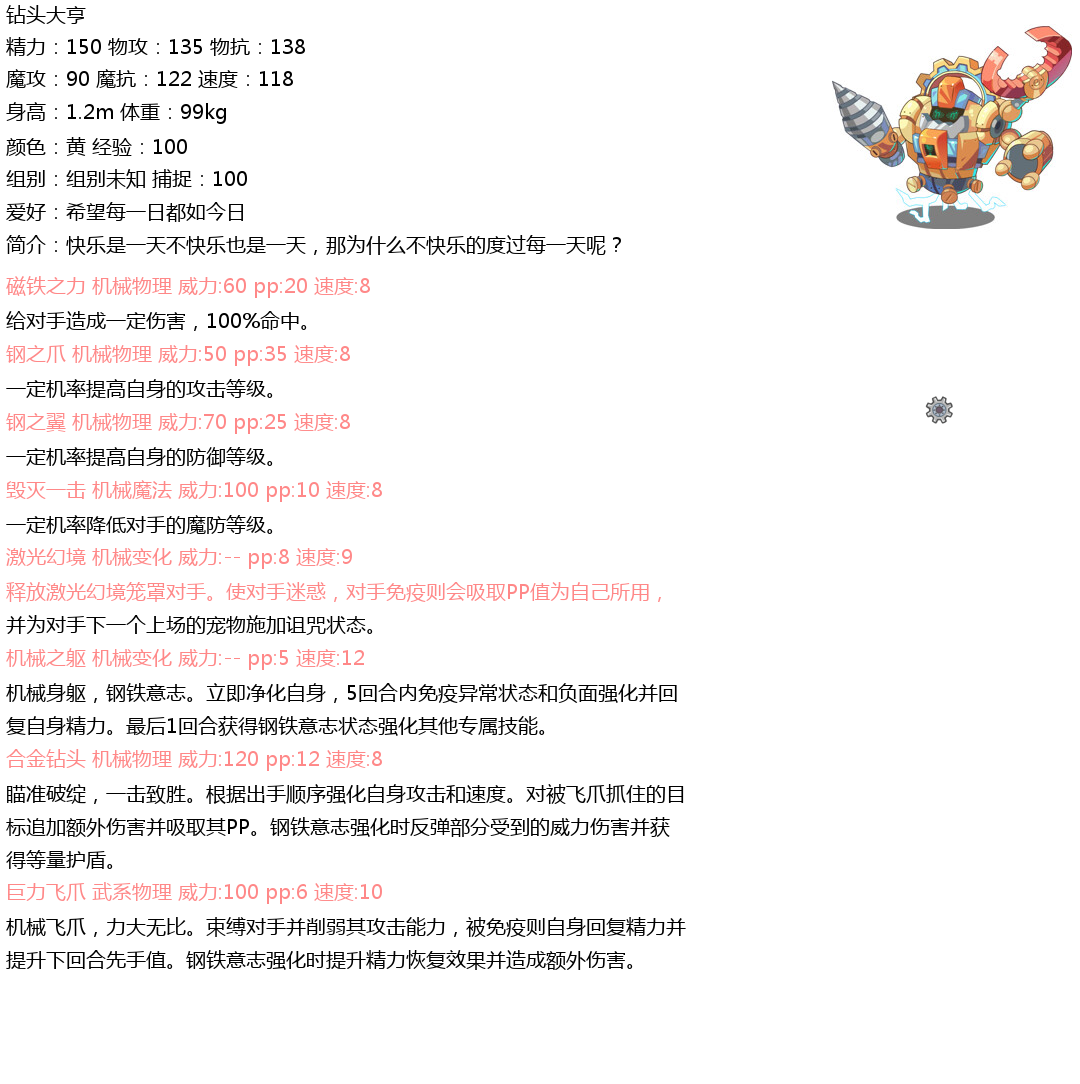 钻头大亨
精力：150 物攻：135 物抗：138
魔攻：90 魔抗：122 速度：118
身高：1.2m 体重：99kg
颜色：黄 经验：100
组别：组别未知 捕捉：100
爱好：希望每一日都如今日
简介：快乐是一天不快乐也是一天，那为什么不快乐的度过每一天呢？
磁铁之力 机械物理 威力:60 pp:20 速度:8
给对手造成一定伤害，100%命中。
钢之爪 机械物理 威力:50 pp:35 速度:8
一定机率提高自身的攻击等级。
钢之翼 机械物理 威力:70 pp:25 速度:8
一定机率提高自身的防御等级。
毁灭一击 机械魔法 威力:100 pp:10 速度:8
一定机率降低对手的魔防等级。
激光幻境 机械变化 威力:-- pp:8 速度:9
释放激光幻境笼罩对手。使对手迷惑，对手免疫则会吸取PP值为自己所用，
并为对手下一个上场的宠物施加诅咒状态。
机械之躯 机械变化 威力:-- pp:5 速度:12
机械身躯，钢铁意志。立即净化自身，5回合内免疫异常状态和负面强化并回
复自身精力。最后1回合获得钢铁意志状态强化其他专属技能。
合金钻头 机械物理 威力:120 pp:12 速度:8
瞄准破绽，一击致胜。根据出手顺序强化自身攻击和速度。对被飞爪抓住的目
标追加额外伤害并吸取其PP。钢铁意志强化时反弹部分受到的威力伤害并获
得等量护盾。
巨力飞爪 武系物理 威力:100 pp:6 速度:10
机械飞爪，力大无比。束缚对手并削弱其攻击能力，被免疫则自身回复精力并
提升下回合先手值。钢铁意志强化时提升精力恢复效果并造成额外伤害。